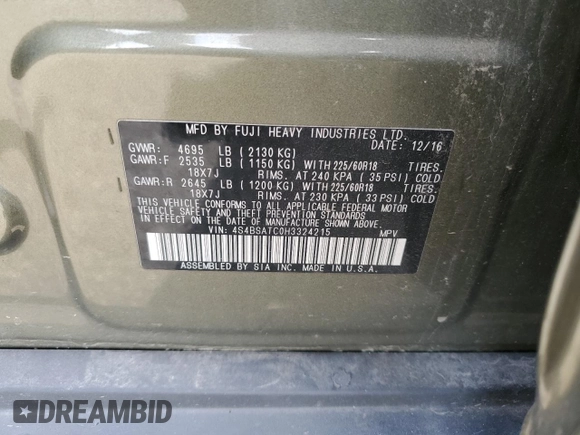 MFD BY FUJI HEAVY INDUSTRIES LTD.
DATE: 12/16
GVWR: 4695 LB ( 2130 KG)
GAWR:F 2535 LB ( 1150 KG) WITH 225/60R18 TIRES.
18X7J RIMS. AT 240 KPA ( 35 PSI) COLD
GAWR:R 2645 LB ( 1200 KG) WITH 225/60R18 TIRES.
18X7J RIMS. AT 230 KPA ( 33 PSI) COLD
THIS VEHICLE CONFORMS TO ALL APPLICABLE FEDERAL MOTOR
VEHICLE SAFETY AND THEFT PREVENTION STANDARDS
IN EFFECT ON THE DATE OF MANUFACTURE SHOWN ABOVE.
VIN: 4S4BSATC0H3324215 MPV
ASSEMBLED BY SIA INC. MADE IN U.S.A.
DREAMBID